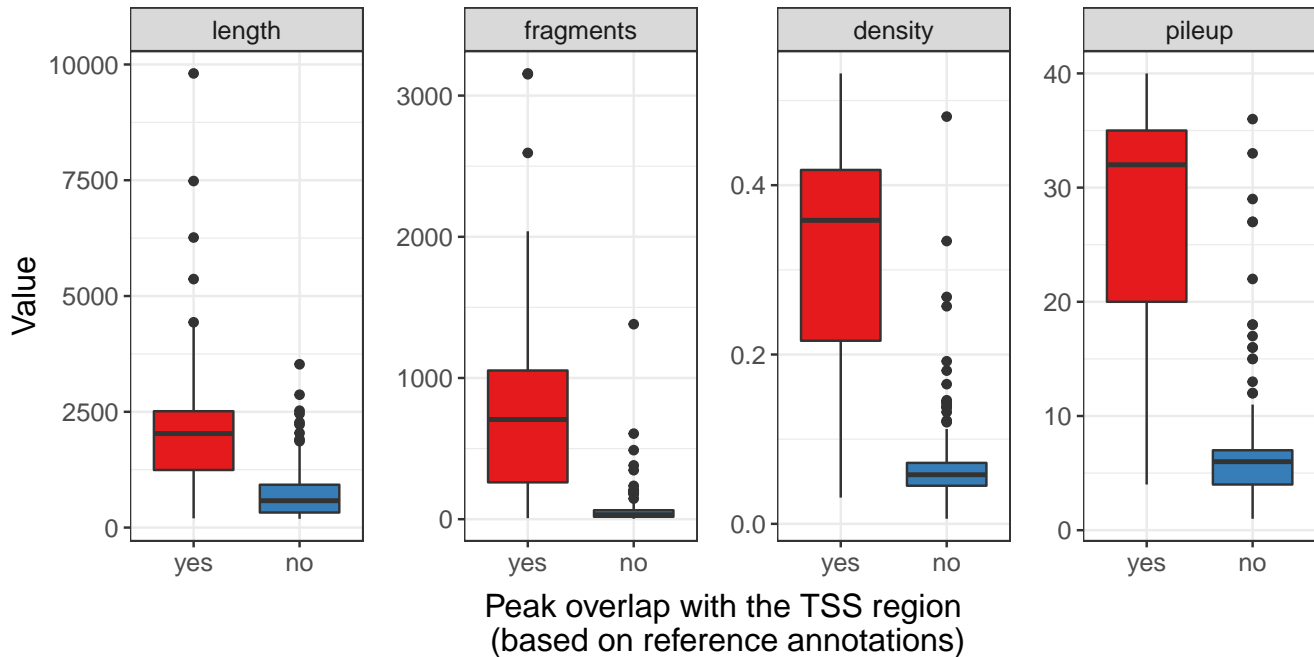 length
fragments
density
pileup
Value
10000
7500
5000
2500
0
3000
2000
1000
0
0.4
0.2
0.0
40
30
20
10
0
yes
no
yes
no
yes
no
yes
no
Peak overlap with the TSS region
(based on reference annotations)